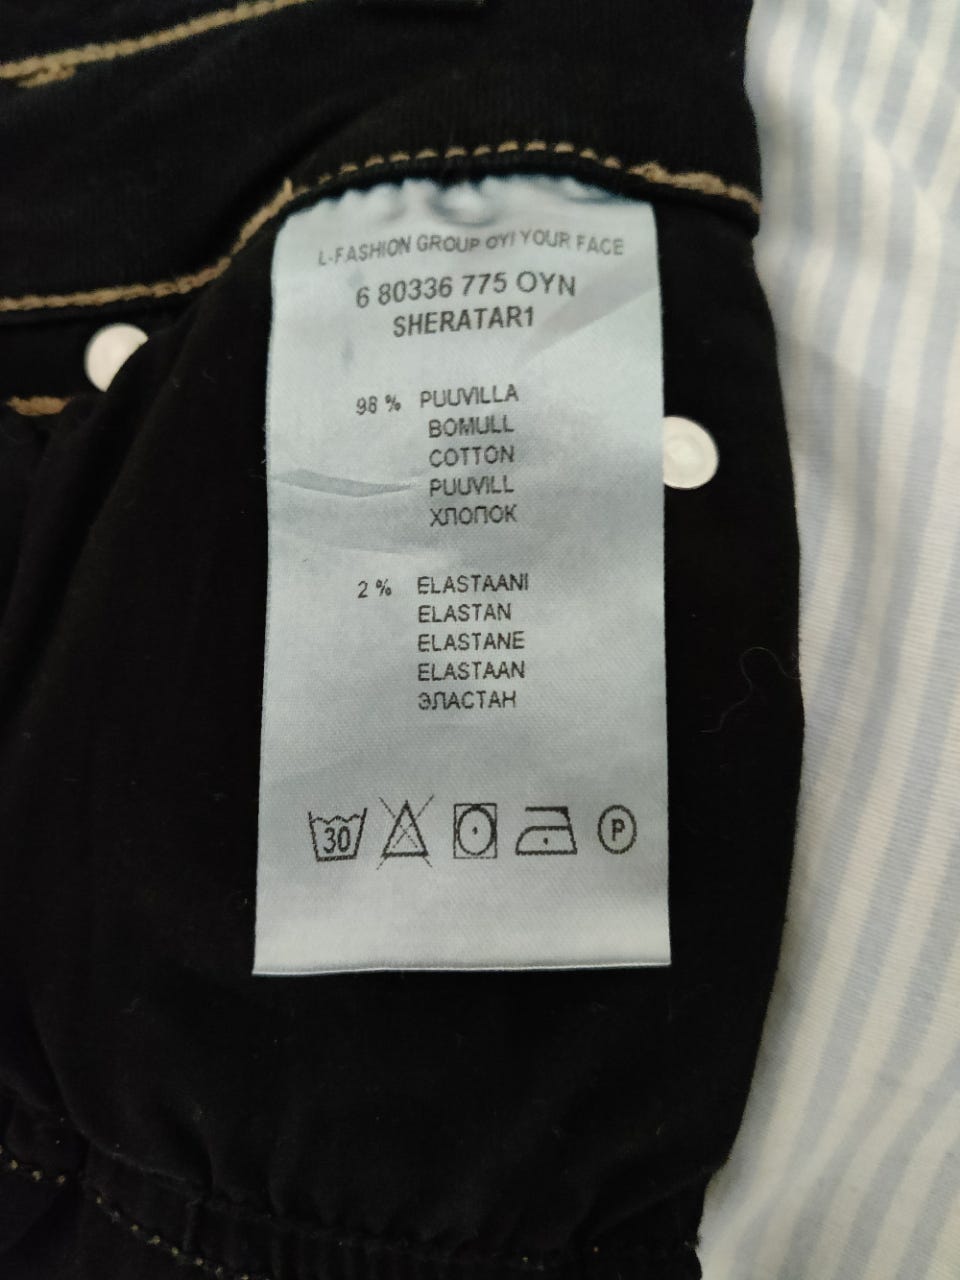 L-FASHION GROUP OY/ YOUR FACE
6 80336 775 OYN
SHERATAR1
98 % PUUVILLA
BOMULL
COTTON
PUUVILL
ХЛОПОК
2 % ELASTAANI
ELASTAN
ELASTANE
ELASTAAN
ЭЛАСТАН
30 P